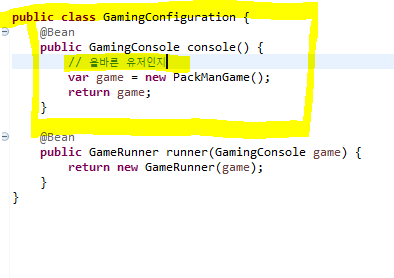 public class GamingConfiguration {
@Bean
public GamingConsole console() {
// 올바른 유저인지
var game = new PackManGame();
return game;
}
@Bean
public GameRunner runner(GamingConsole game) {
return new GameRunner(game);
}
}